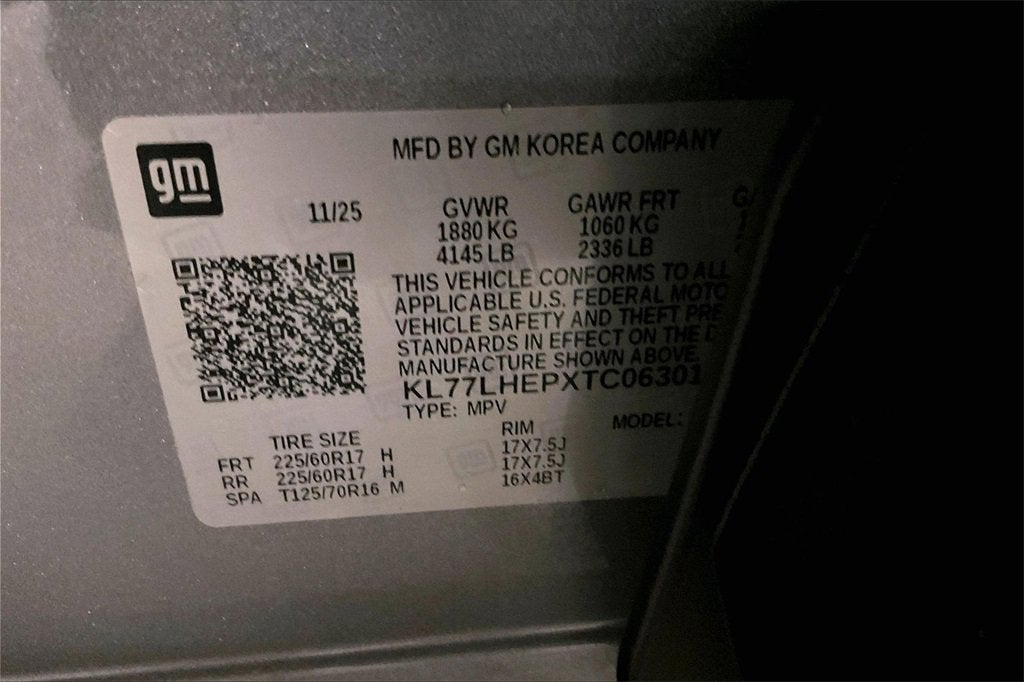 gm
MFD BY GM KOREA COMPANY
11/25 GVWR GAWR FRT
1880 KG 1060 KG
4145 LB 2336 LB
THIS VEHICLE CONFORMS TO ALL
APPLICABLE U.S. FEDERAL MOTO
VEHICLE SAFETY AND THEFT PRE
STANDARDS IN EFFECT ON THE D
MANUFACTURE SHOWN ABOVE.
KL77LHEPXTC06301
TYPE: MPV MODEL:
TIRE SIZE RIM
FRT 225/60R17 H 17X7.5J
RR 225/60R17 H 17X7.5J
SPA T125/70R16 M 16X4BT